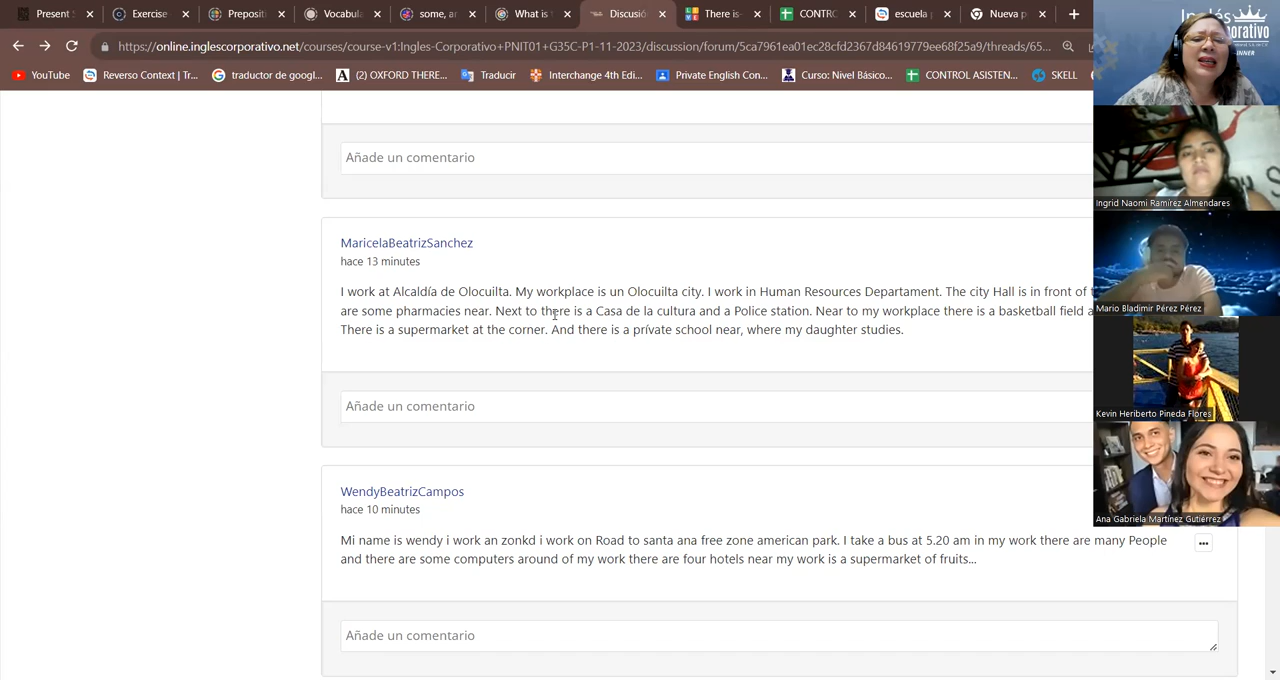 Present
Exercise
Preposit
Vocabula
some, a
What is
Discusió
There is
CONTRO
escuela
Nueva p
https://online.inglescorporativo.net/courses/course-v1:Ingles-Corporativo+PNIT01+G35C-P1-11-2023/discussion/forum/5ca7961ea01ec28cfd2367d84619779ee68f25a9/threads/65...
YouTube
Reverso Context | Tr...
traductor de googl...
(2) OXFORD THERE...
Traducir
Interchange 4th Edi...
Private English Con...
Curso: Nivel Básico...
CONTROL ASISTEN...
SKELL
Inglés
orporativo
INNER
Añade un comentario
Ingrid Naomi Ramírez Almendares
MaricelaBeatrizSanchez
hace 13 minutes
I work at Alcaldía de Olocuilta. My workplace is un Olocuilta city. I work in Human Resources Departament. The city Hall is in front of
are some pharmacies near. Next to there is a Casa de la cultura and a Police station. Near to my workplace there is a basketball field
There is a supermarket at the corner. And there is a prívate school near, where my daughter studies.
Mario Bladimir Pérez Pérez
Añade un comentario
Kevin Heriberto Pineda Flores
WendyBeatrizCampos
hace 10 minutes
Ana Gabriela Martínez Gutiérrez
Mi name is wendy i work an zonkd i work on Road to santa ana free zone american park. I take a bus at 5.20 am in my work there are many People
and there are some computers around of my work there are four hotels near my work is a supermarket of fruits...
Añade un comentario